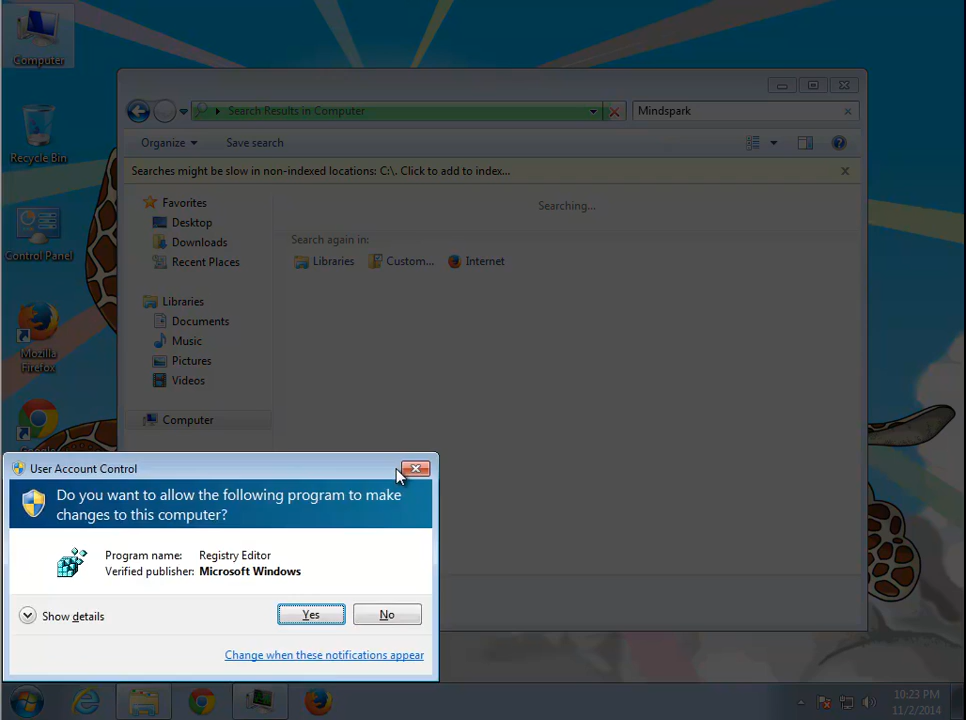 Computer
Recycle Bin
Control Panel
Mozilla
Firefox
Search Results in Computer
Mindspark
Organize
Save search
Searches might be slow in non-indexed locations: C:\. Click to add to index...
Favorites
Desktop
Downloads
Recent Places
Libraries
Documents
Music
Pictures
Videos
Computer
Searching...
Search again in:
Libraries
Custom...
Internet
User Account Control
Do you want to allow the following program to make
changes to this computer?
Program name: Registry Editor
Verified publisher: Microsoft Windows
Show details
Yes
No
Change when these notifications appear
10:23 PM
11/2/2014